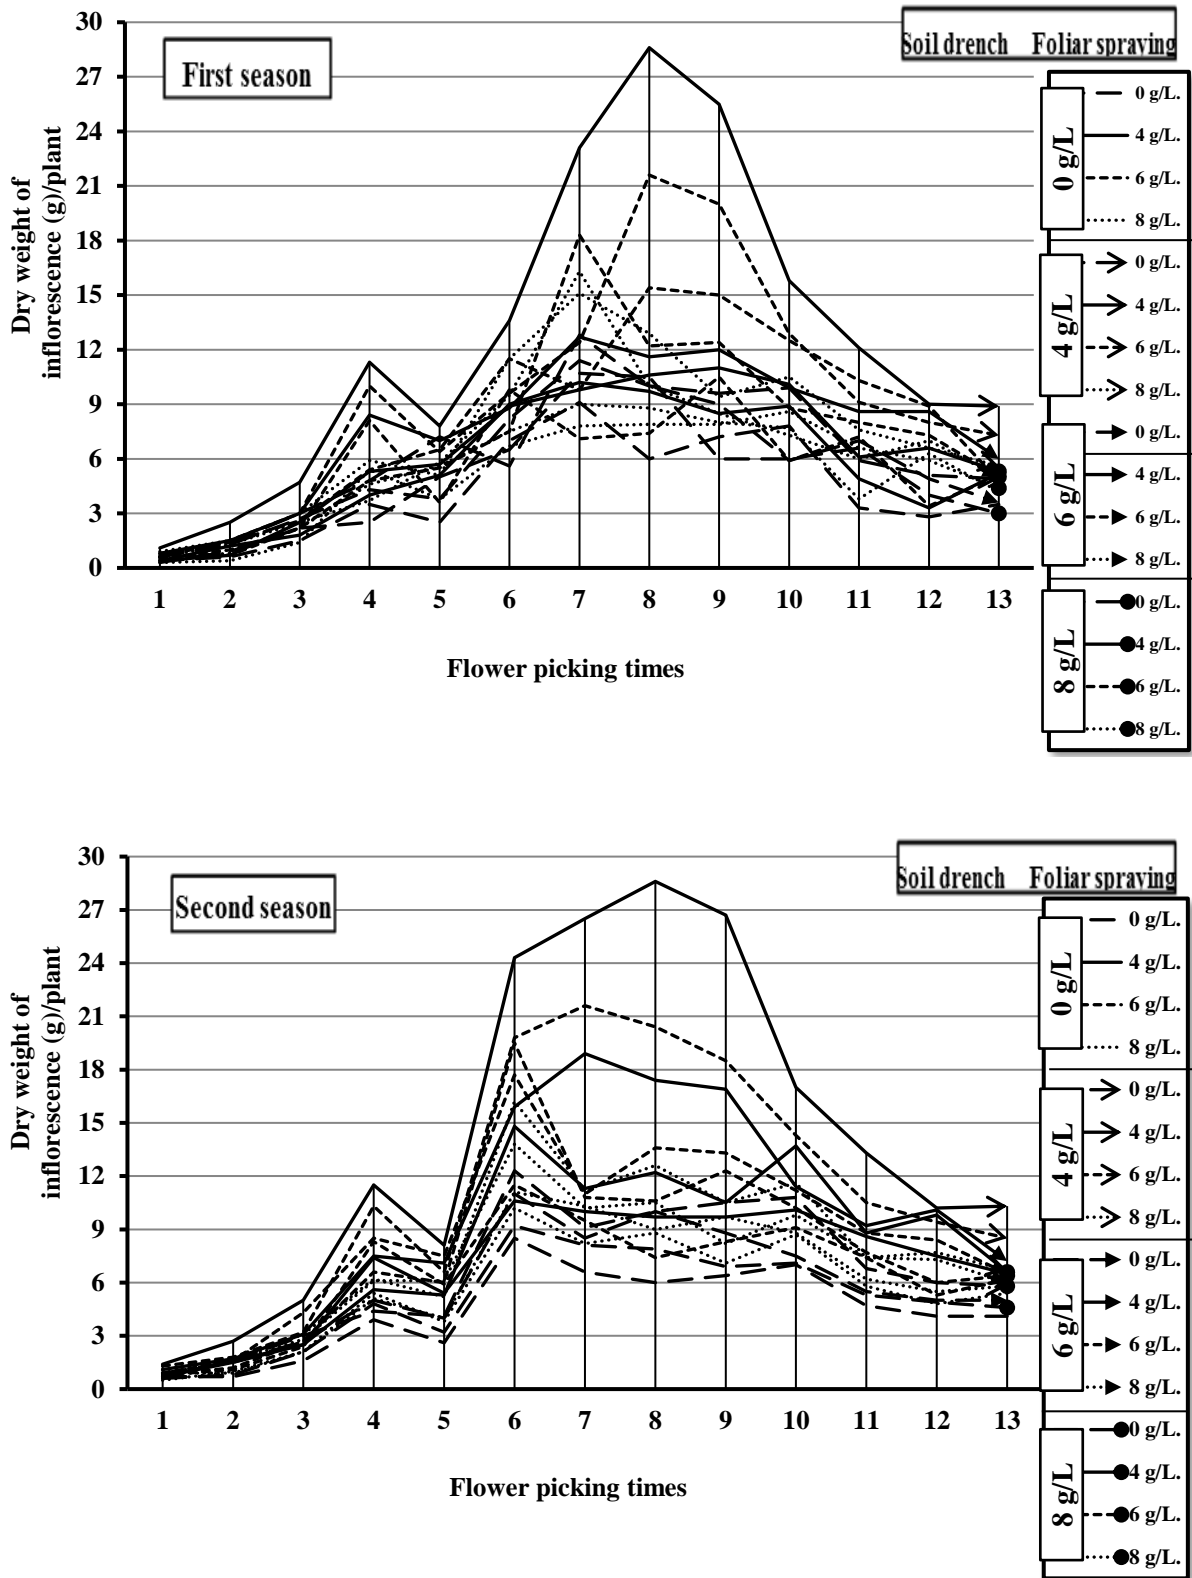 First season
Soil drench Foliar spraving
Dry weight of
inflorescence (g)/plant
30
27
24
21
18
15
12
9
6
3
0
1 2 3 4 5 6 7 8 9 10 11 12 13
Flower picking times
0 g/L
0 g/L.
4 g/L.
6 g/L.
8 g/L.
4 g/L
0 g/L.
4 g/L.
6 g/L.
8 g/L.
6 g/L
0 g/L.
4 g/L.
6 g/L.
8 g/L.
8 g/L
0 g/L.
4 g/L.
6 g/L.
8 g/L.
Second season
Soil drench Foliar spraving
Dry weight of
inflorescence (g)/plant
30
27
24
21
18
15
12
9
6
3
0
1 2 3 4 5 6 7 8 9 10 11 12 13
Flower picking times
0 g/L
0 g/L.
4 g/L.
6 g/L.
8 g/L.
4 g/L
0 g/L.
4 g/L.
6 g/L.
8 g/L.
6 g/L
0 g/L.
4 g/L.
6 g/L.
8 g/L.
8 g/L
0 g/L.
4 g/L.
6 g/L.
8 g/L.